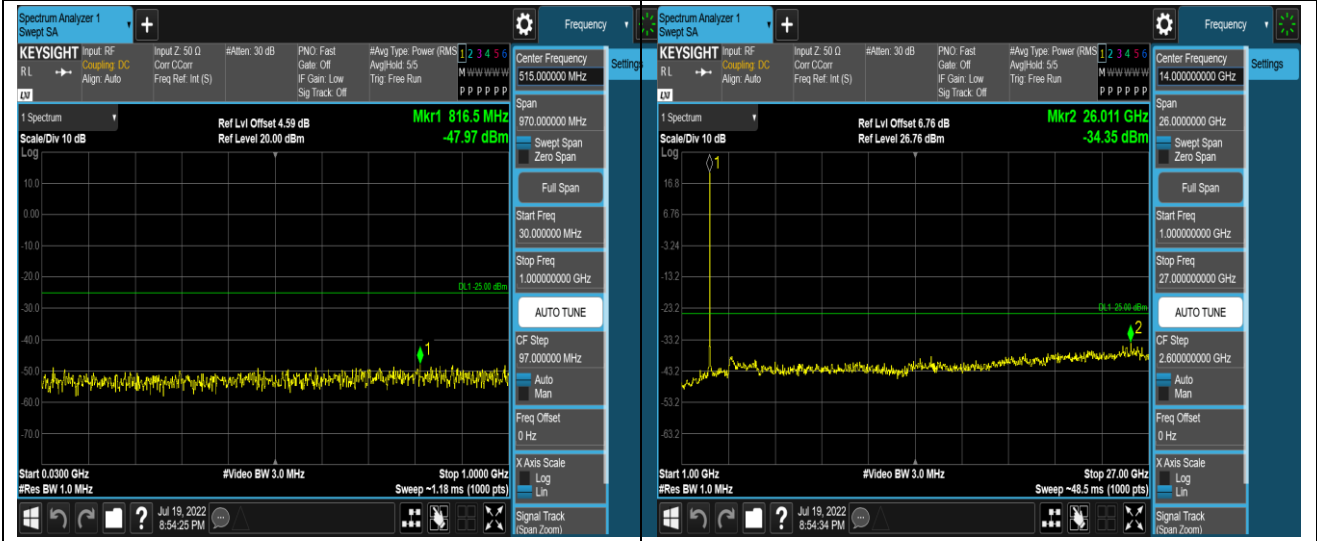 Spectrum Analyzer 1
Swept SA
Frequency
KEYSIGHT
RL
LXI
Input: RF
Coupling: DC
Align: Auto
Input Z: 50 Ω
Corr CCorr
Freq Ref: Int (S)
#Atten: 30 dB
PNO: Fast
Gate: Off
IF Gain: Low
Sig Track: Off
#Avg Type: Power (RMS
Avg|Hold: 5/5
Trig: Free Run
1 2 3 4 5 6
M W W W W W
P P P P P P
Center Frequency
515.000000 MHz
Settings
1 Spectrum
Scale/Div 10 dB
Log
Ref Lvl Offset 4.59 dB
Ref Level 20.00 dBm
Mkr1 816.5 MHz
-47.97 dBm
Span
970.000000 MHz
Swept Span
Zero Span
Full Span
Start Freq
30.000000 MHz
Stop Freq
1.000000000 GHz
AUTO TUNE
CF Step
97.000000 MHz
Auto
Man
Freq Offset
0 Hz
X Axis Scale
Log
Lin
Signal Track
(Span Zoom)
10.0
0.00
-10.0
-20.0
-30.0
-40.0
-50.0
-60.0
-70.0
DL1 -25.00 dBm
1
Start 0.0300 GHz
#Res BW 1.0 MHz
#Video BW 3.0 MHz
Stop 1.0000 GHz
Sweep ~1.18 ms (1000 pts)
?
Jul 19, 2022
8:54:25 PM
Spectrum Analyzer 1
Swept SA
Frequency
KEYSIGHT
RL
LXI
Input: RF
Coupling: DC
Align: Auto
Input Z: 50 Ω
Corr CCorr
Freq Ref: Int (S)
#Atten: 30 dB
PNO: Fast
Gate: Off
IF Gain: Low
Sig Track: Off
#Avg Type: Power (RMS
Avg|Hold: 5/5
Trig: Free Run
1 2 3 4 5 6
M W W W W W
P P P P P P
Center Frequency
14.000000000 GHz
Settings
1 Spectrum
Scale/Div 10 dB
Log
Ref Lvl Offset 6.76 dB
Ref Level 26.76 dBm
Mkr2 26.011 GHz
-34.35 dBm
Span
26.0000000 GHz
Swept Span
Zero Span
Full Span
Start Freq
1.000000000 GHz
Stop Freq
27.000000000 GHz
AUTO TUNE
CF Step
2.600000000 GHz
Auto
Man
Freq Offset
0 Hz
X Axis Scale
Log
Lin
Signal Track
(Span Zoom)
16.8
6.76
-3.24
-13.2
-23.2
-33.2
-43.2
-53.2
-63.2
1
DL1 -25.00 dBm
2
Start 1.00 GHz
#Res BW 1.0 MHz
#Video BW 3.0 MHz
Stop 27.00 GHz
Sweep ~48.5 ms (1000 pts)
?
Jul 19, 2022
8:54:34 PM